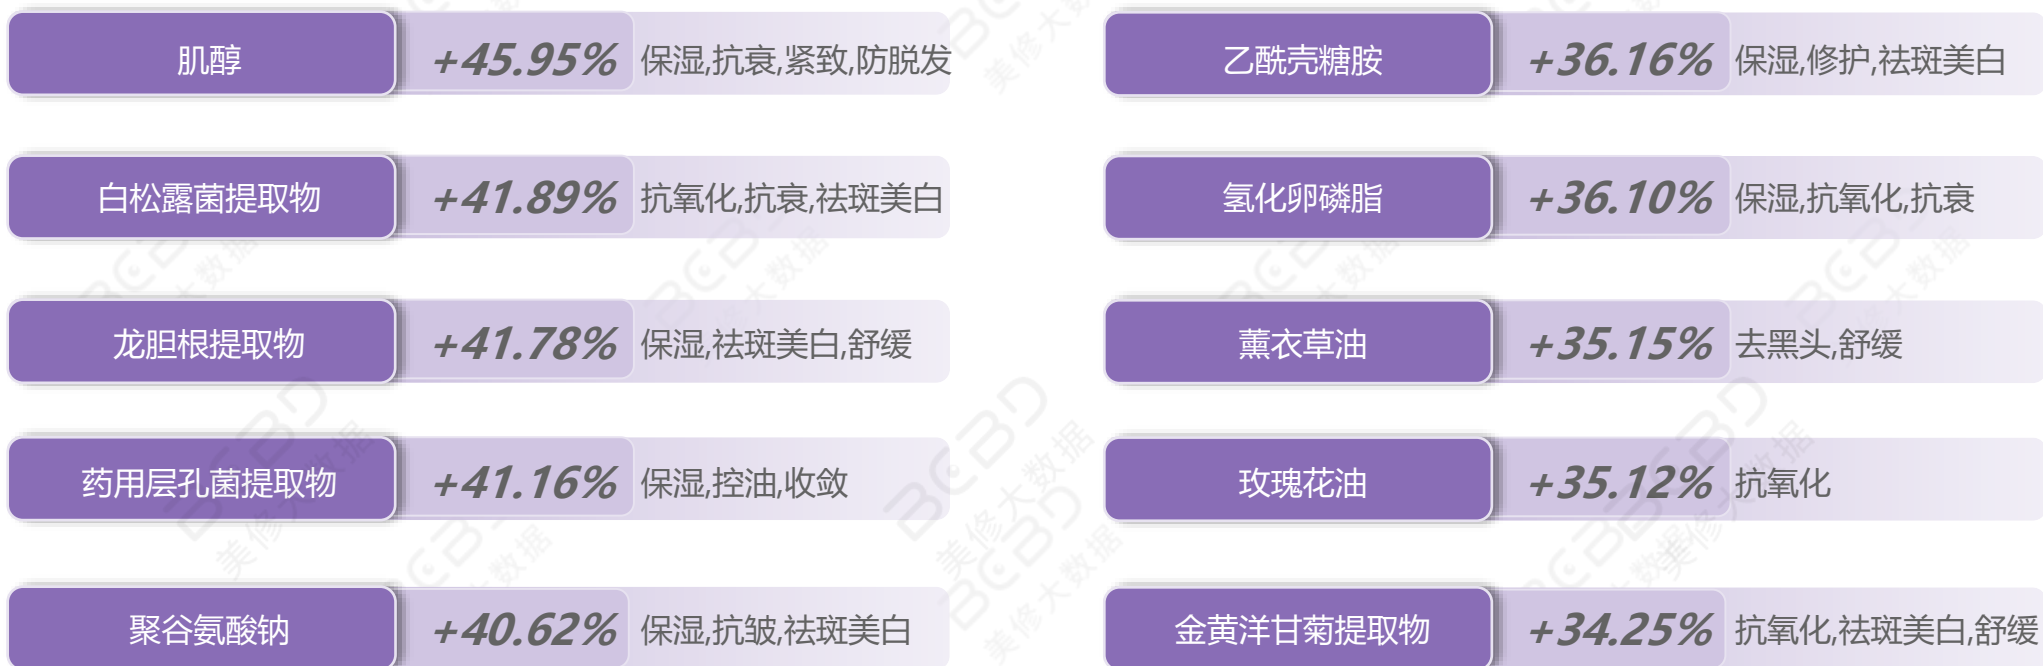 肌醇 +45.95% 保湿,抗衰,紧致,防脱发
白松露菌提取物 +41.89% 抗氧化,抗衰,祛斑美白
龙胆根提取物 +41.78% 保湿,祛斑美白,舒缓
药用层孔菌提取物 +41.16% 保湿,控油,收敛
聚谷氨酸钠 +40.62% 保湿,抗皱,祛斑美白
乙酰壳糖胺 +36.16% 保湿,修护,祛斑美白
氢化卵磷脂 +36.10% 保湿,抗氧化,抗衰
薰衣草油 +35.15% 去黑头,舒缓
玫瑰花油 +35.12% 抗氧化
金黄洋甘菊提取物 +34.25% 抗氧化,祛斑美白,舒缓
BEBD
美修大数据